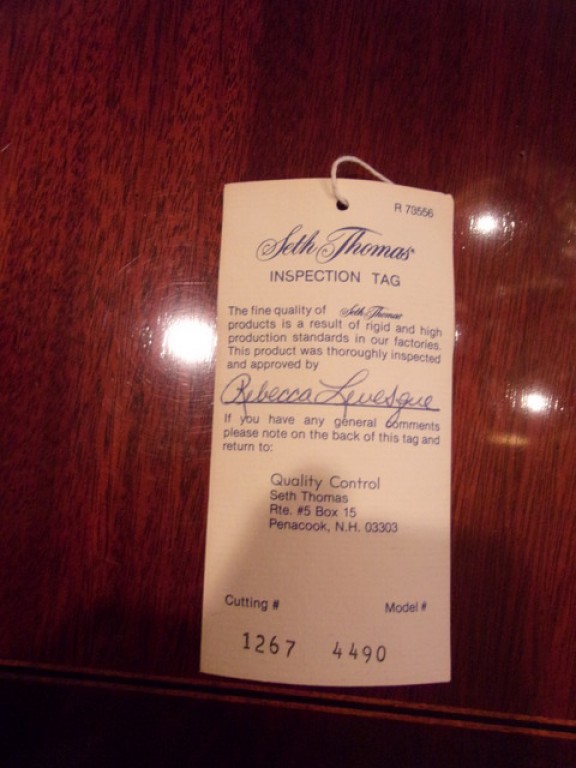 R 73556
Seth Thomas
INSPECTION TAG
The fine quality of Seth Thomas
products is a result of rigid and high
production standards in our factories.
This product was thoroughly inspected
and approved by
Rebecca Levesque
If you have any general comments
please note on the back of this tag and
return to:
Quality Control
Seth Thomas
Rte. #5 Box 15
Penacook, N.H. 03303
Cutting # Model #
1267 4490